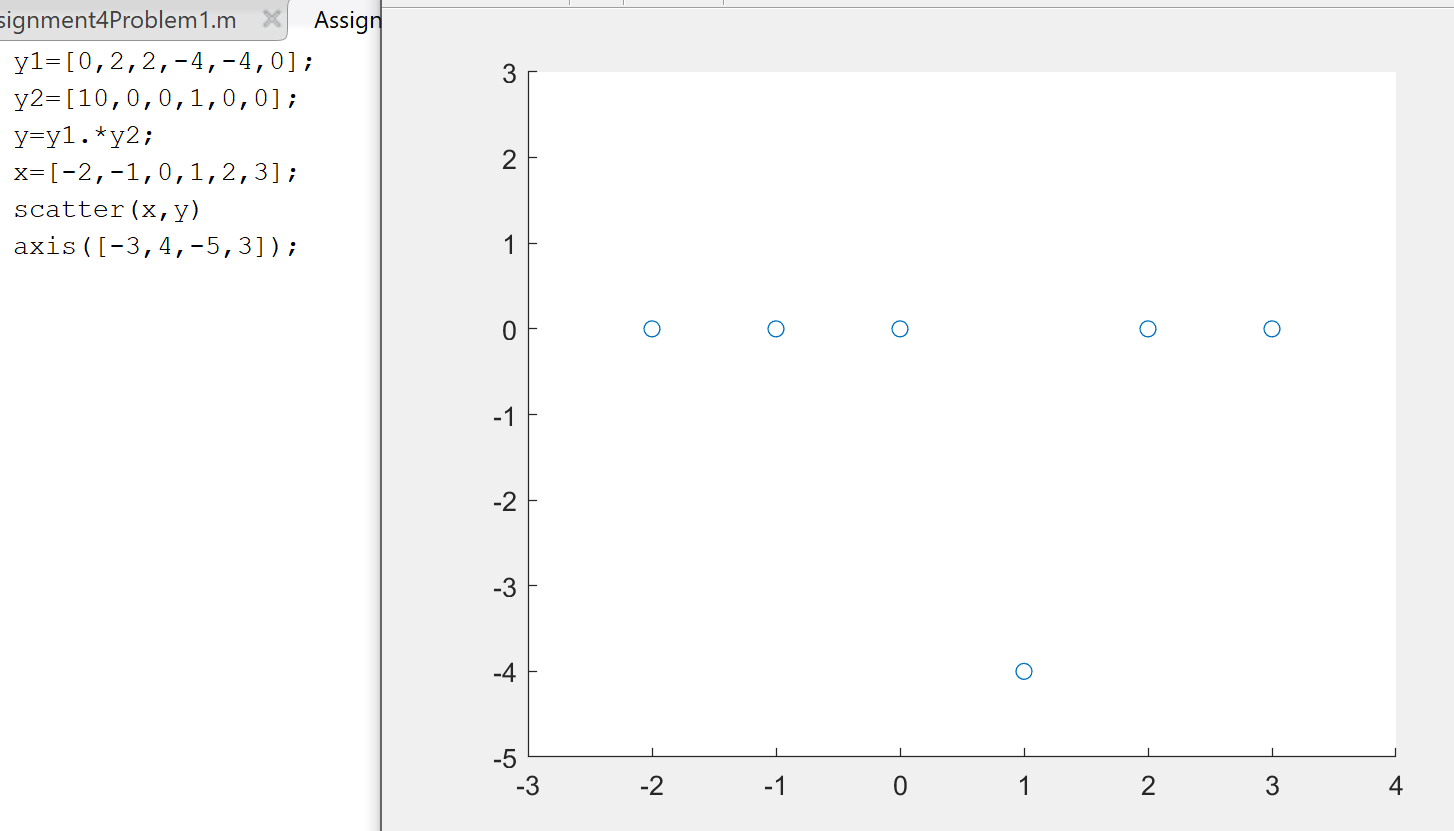 signment4Problem1.m Assign
y1=[0,2,2,-4,-4,0];
y2=[10,0,0,1,0,0];
y=y1.*y2;
x=[-2,-1,0,1,2,3];
scatter(x,y)
axis([-3,4,-5,3]);
3
2
1
0
-1
-2
-3
-4
-5
-3 -2 -1 0 1 2 3 4